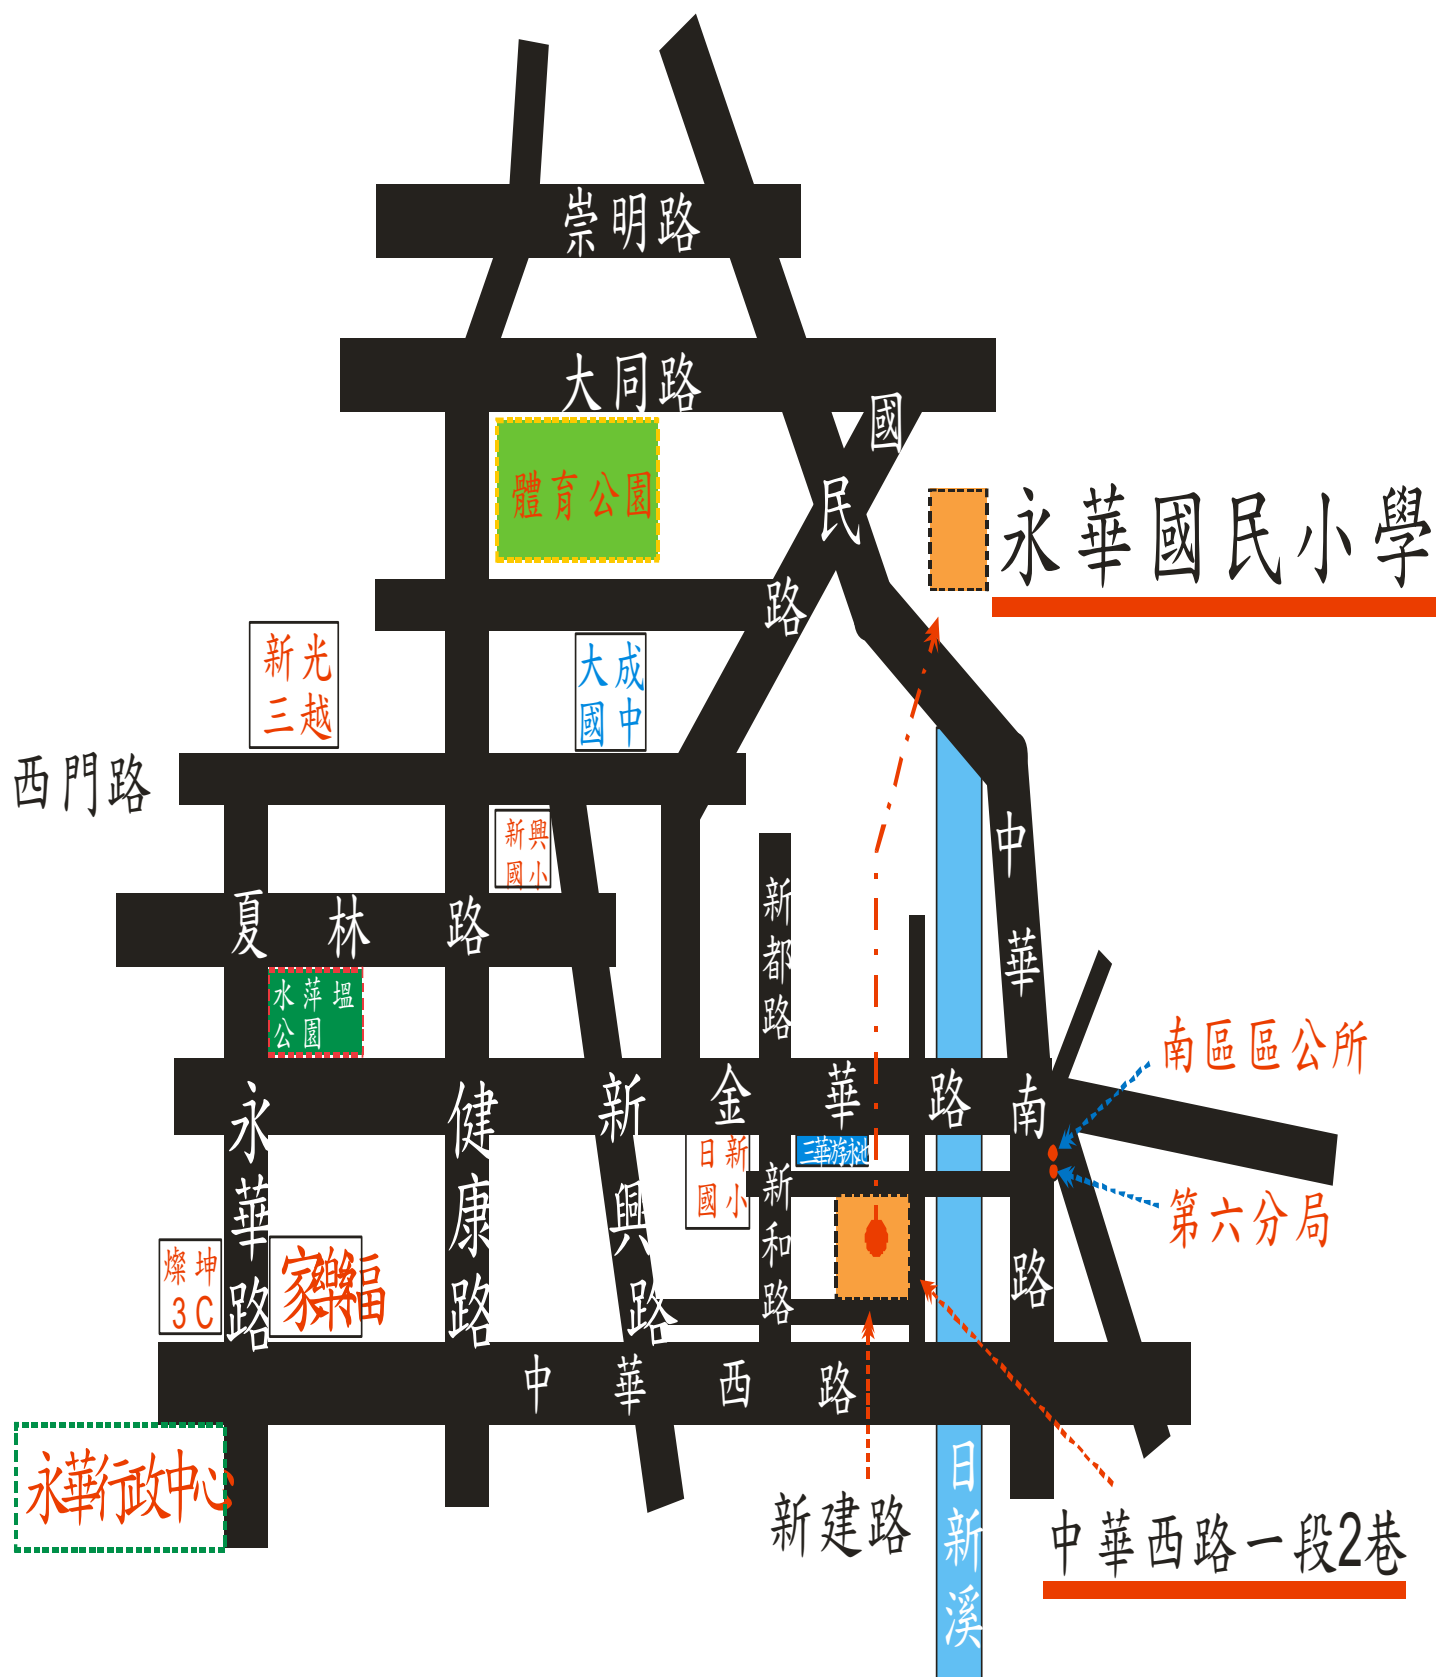 崇明路
大同路
國民路
體育公園
永華國民小學
新光
三越
大成
國中
西門路
新興
國小
中華南路
新都路
夏林路
水萍塭
公園
南區區公所
金華路
永華路
健康路
新興路
日新
國小
三華游泳池
新和路
第六分局
燦坤
3C
家樂福
中華西路
永華行政中心
日新溪
新建路
中華西路一段2巷